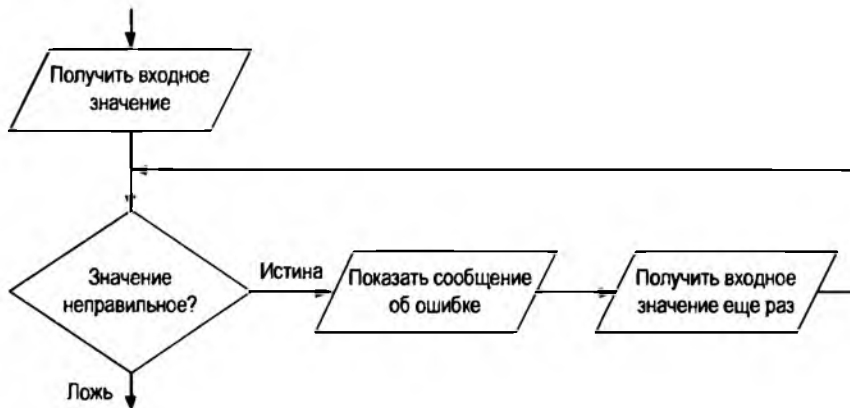 Получить входное
значение
Значение
неправильное?
Истина
Показать сообщение
об ошибке
Получить входное
значение еще раз
Ложь